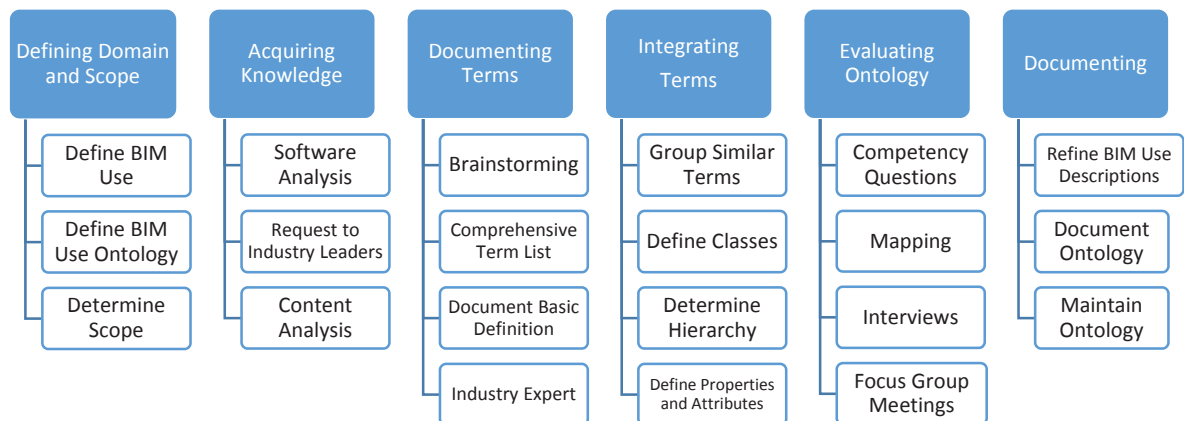 Defining Domain
and Scope
Define BIM
Use
Define BIM
Use Ontology
Determine
Scope
Acquiring
Knowledge
Software
Analysis
Request to
Industry Leaders
Content
Analysis
Documenting
Terms
Brainstorming
Comprehensive
Term List
Document Basic
Definition
Industry Expert
Integrating
Terms
Group Similar
Terms
Define Classes
Determine
Hierarchy
Define Properties
and Attributes
Evaluating
Ontology
Competency
Questions
Mapping
Interviews
Focus Group
Meetings
Documenting
Refine BIM Use
Descriptions
Document
Ontology
Maintain
Ontology